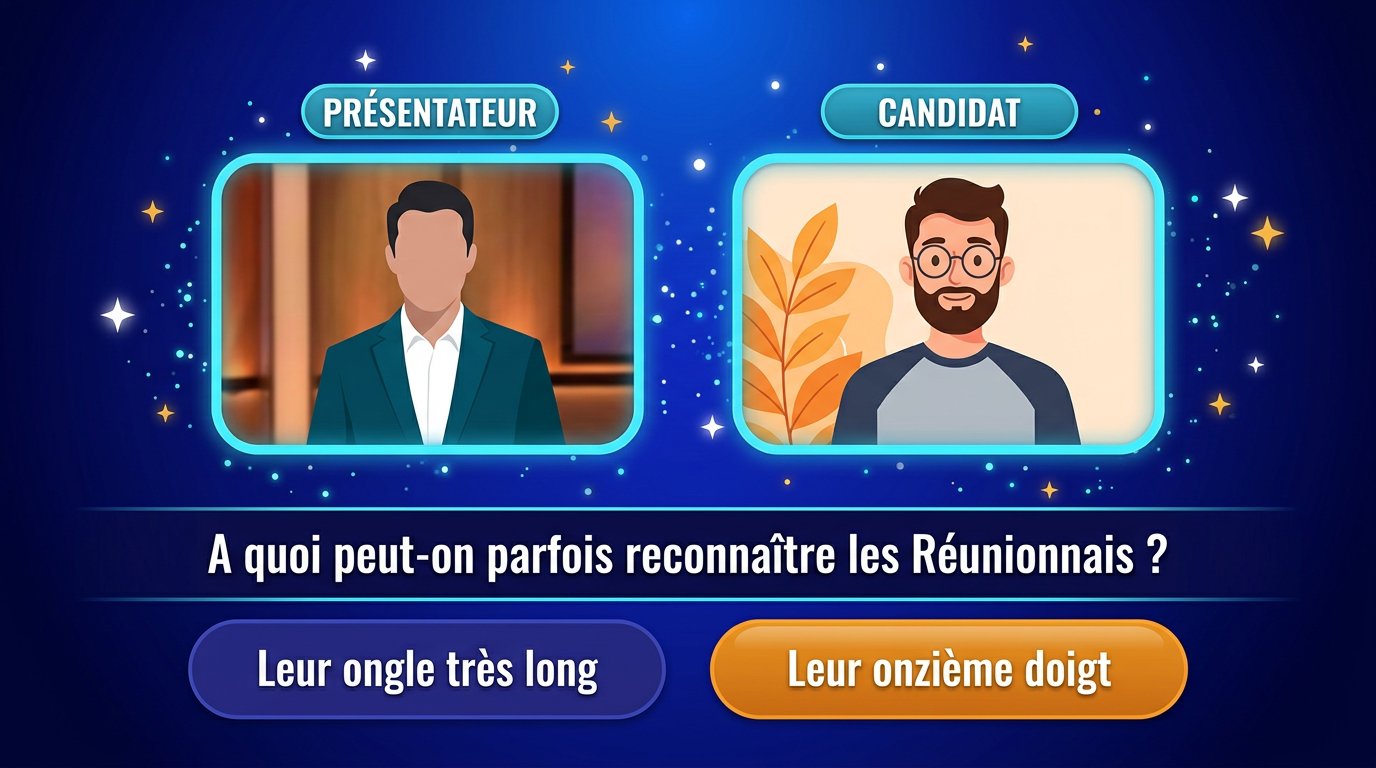 PRÉSENTATEUR
CANDIDAT
A quoi peut-on parfois reconnaître les Réunionnais ?
Leur ongle très long
Leur onzième doigt